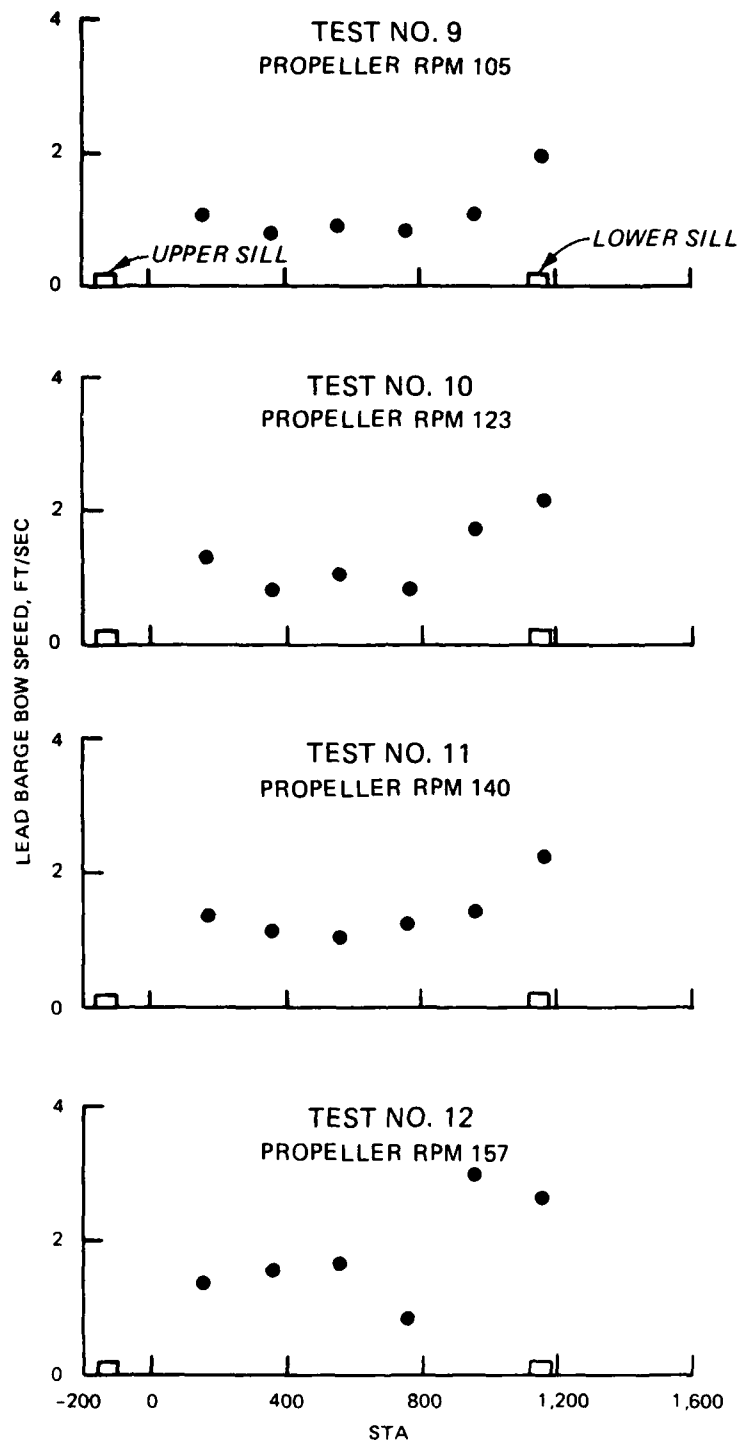 TEST NO. 9
PROPELLER RPM 105
4
2
0
UPPER SILL
LOWER SILL
TEST NO. 10
PROPELLER RPM 123
4
2
0
LEAD BARGE BOW SPEED, FT/SEC
TEST NO. 11
PROPELLER RPM 140
4
2
0
TEST NO. 12
PROPELLER RPM 157
4
2
0
-200 0 400 800 1,200 1,600
STA